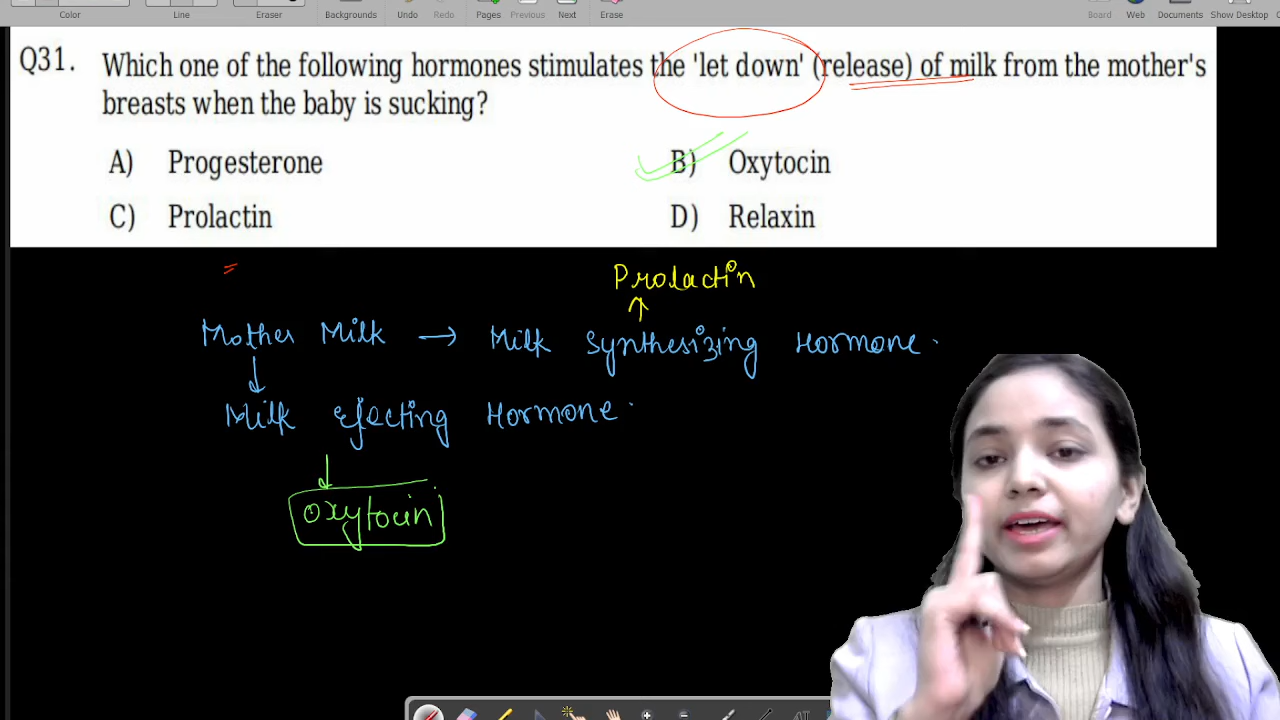 Color Line Eraser Backgrounds Undo Redo Pages Previous Next Erase Board Web Documents Show Desktop
Q31. Which one of the following hormones stimulates the 'let down' (release) of milk from the mother's
breasts when the baby is sucking?
A) Progesterone B) Oxytocin
C) Prolactin D) Relaxin
Prolactin
Mother Milk → Milk Synthesizing Hormone.
Milk Ejecting Hormone.
Oxytocin